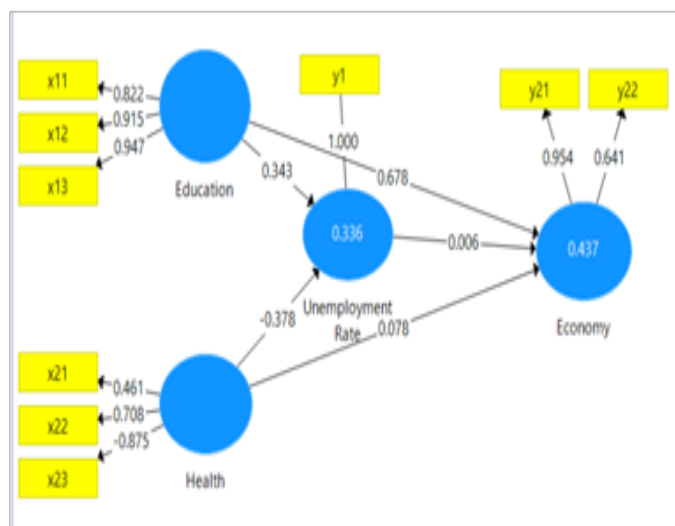 x11
0.822
x12
0.915
0.947
x13
Education
y1
1.000
0.343
0.678
y21
y22
0.954
0.641
0.336
0.006
0.437
Unemployment
Rate
Economy
-0.378
0.078
x21
0.461
x22
0.708
-0.875
x23
Health